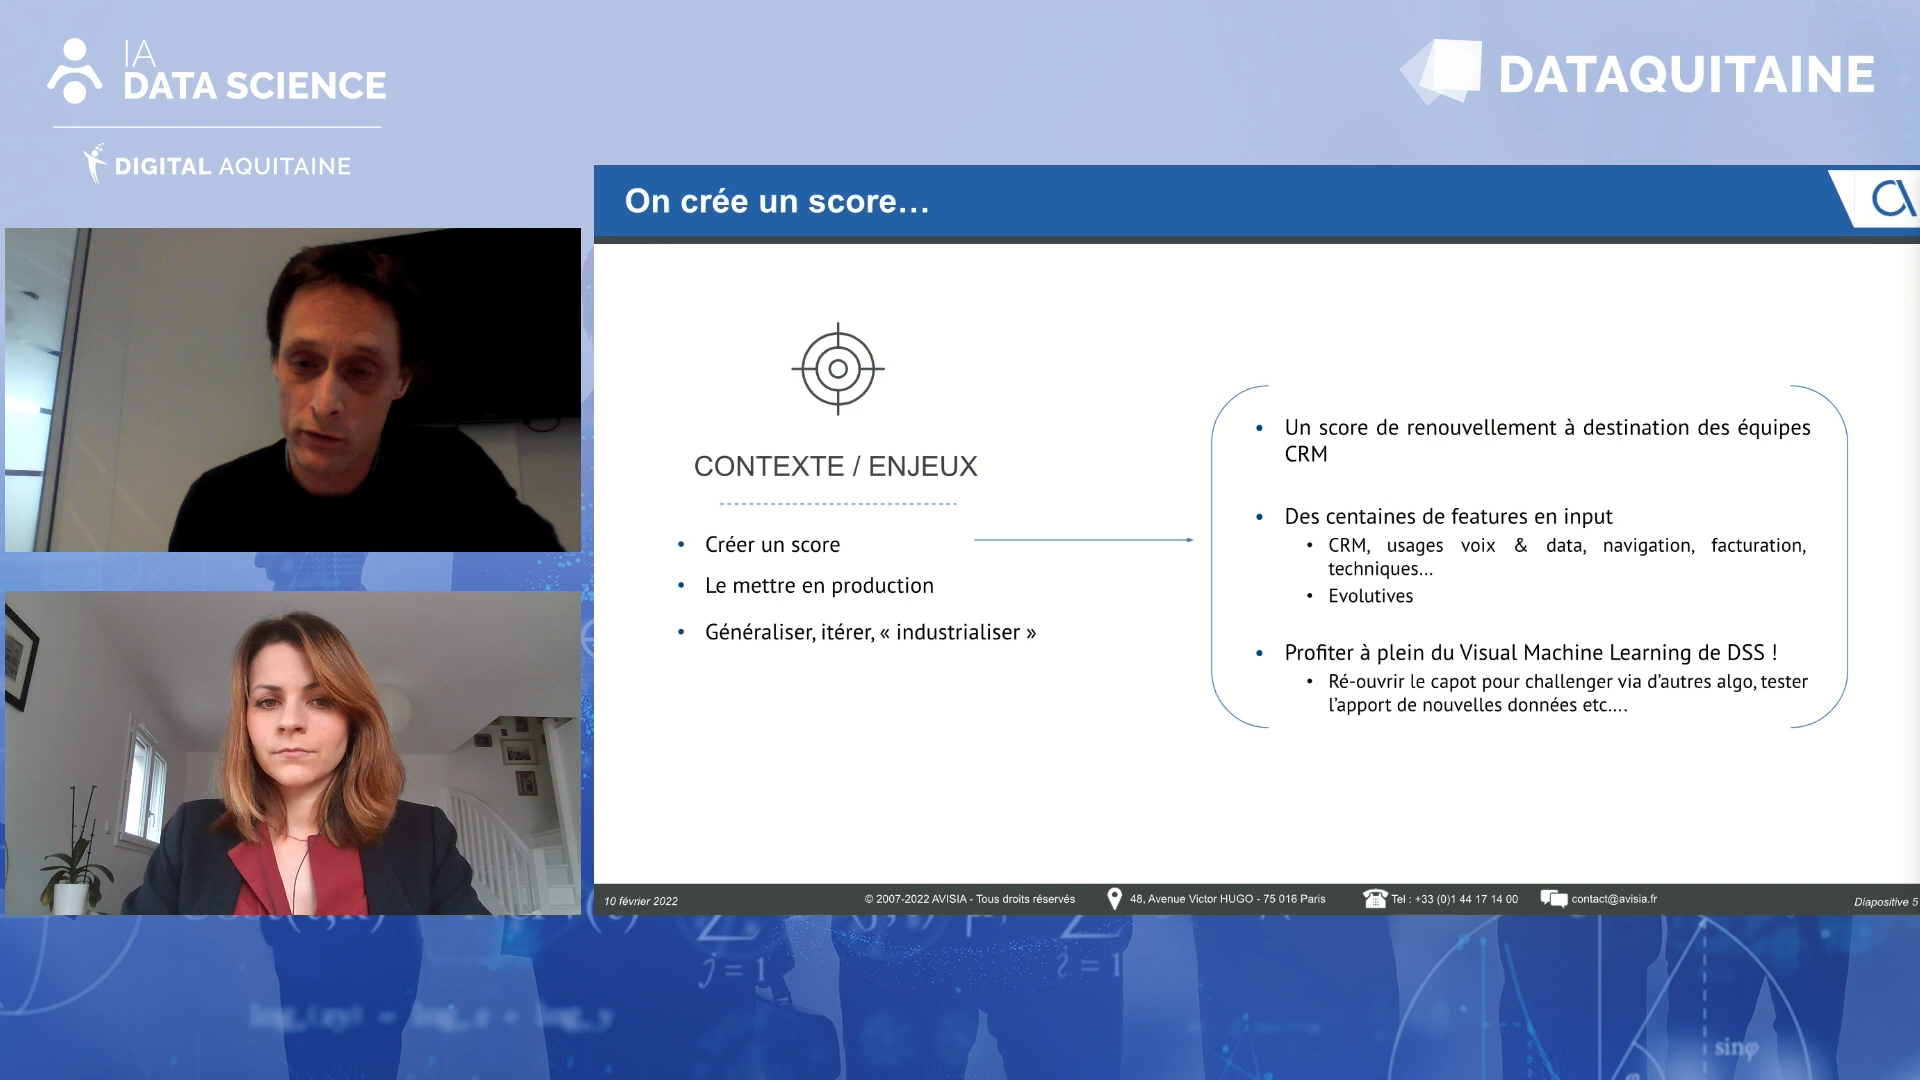 IA
DATA SCIENCE
DIGITAL AQUITAINE
DATAQUITAINE
On crée un score…
CONTEXTE / ENJEUX
• Créer un score
• Le mettre en production
• Généraliser, itérer, « industrialiser »
• Un score de renouvellement à destination des équipes
CRM
• Des centaines de features en input
• CRM, usages voix & data, navigation, facturation,
techniques…
• Evolutives
• Profiter à plein du Visual Machine Learning de DSS !
• Ré-ouvrir le capot pour challenger via d’autres algo, tester
l’apport de nouvelles données etc….
10 février 2022
© 2007-2022 AVISIA - Tous droits réservés
48, Avenue Victor HUGO - 75 016 Paris
Tel : +33 (0)1 44 17 14 00
contact@avisia.fr
Diapositive 5
j = 1
i = 1
sinφ